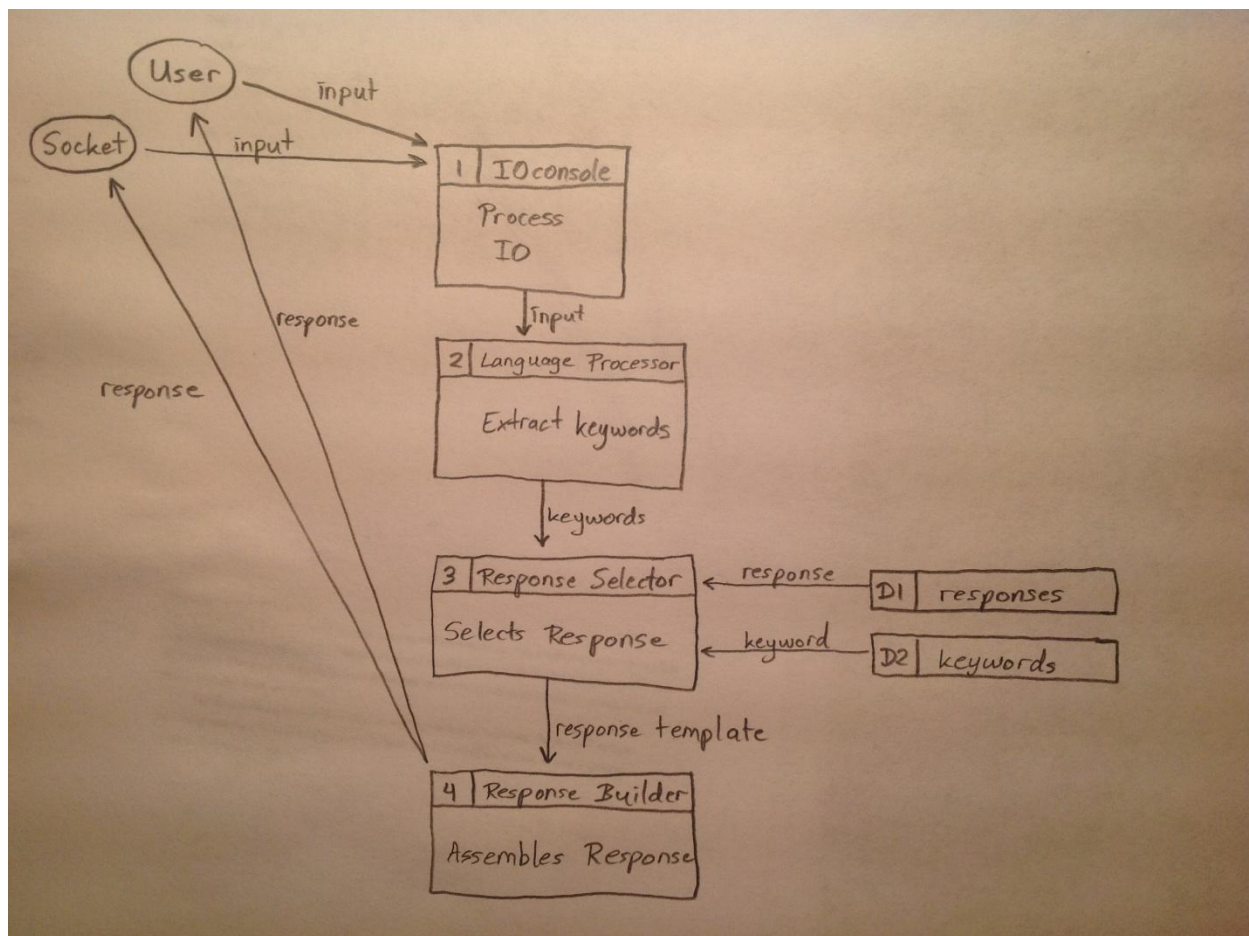 User
input
Socket
input
1 IOconsole
Process
IO
input
response
response
2 Language Processor
Extract keywords
keywords
3 Response Selector
Selects Response
response
D1 responses
keyword
D2 keywords
response template
4 Response Builder
Assembles Response